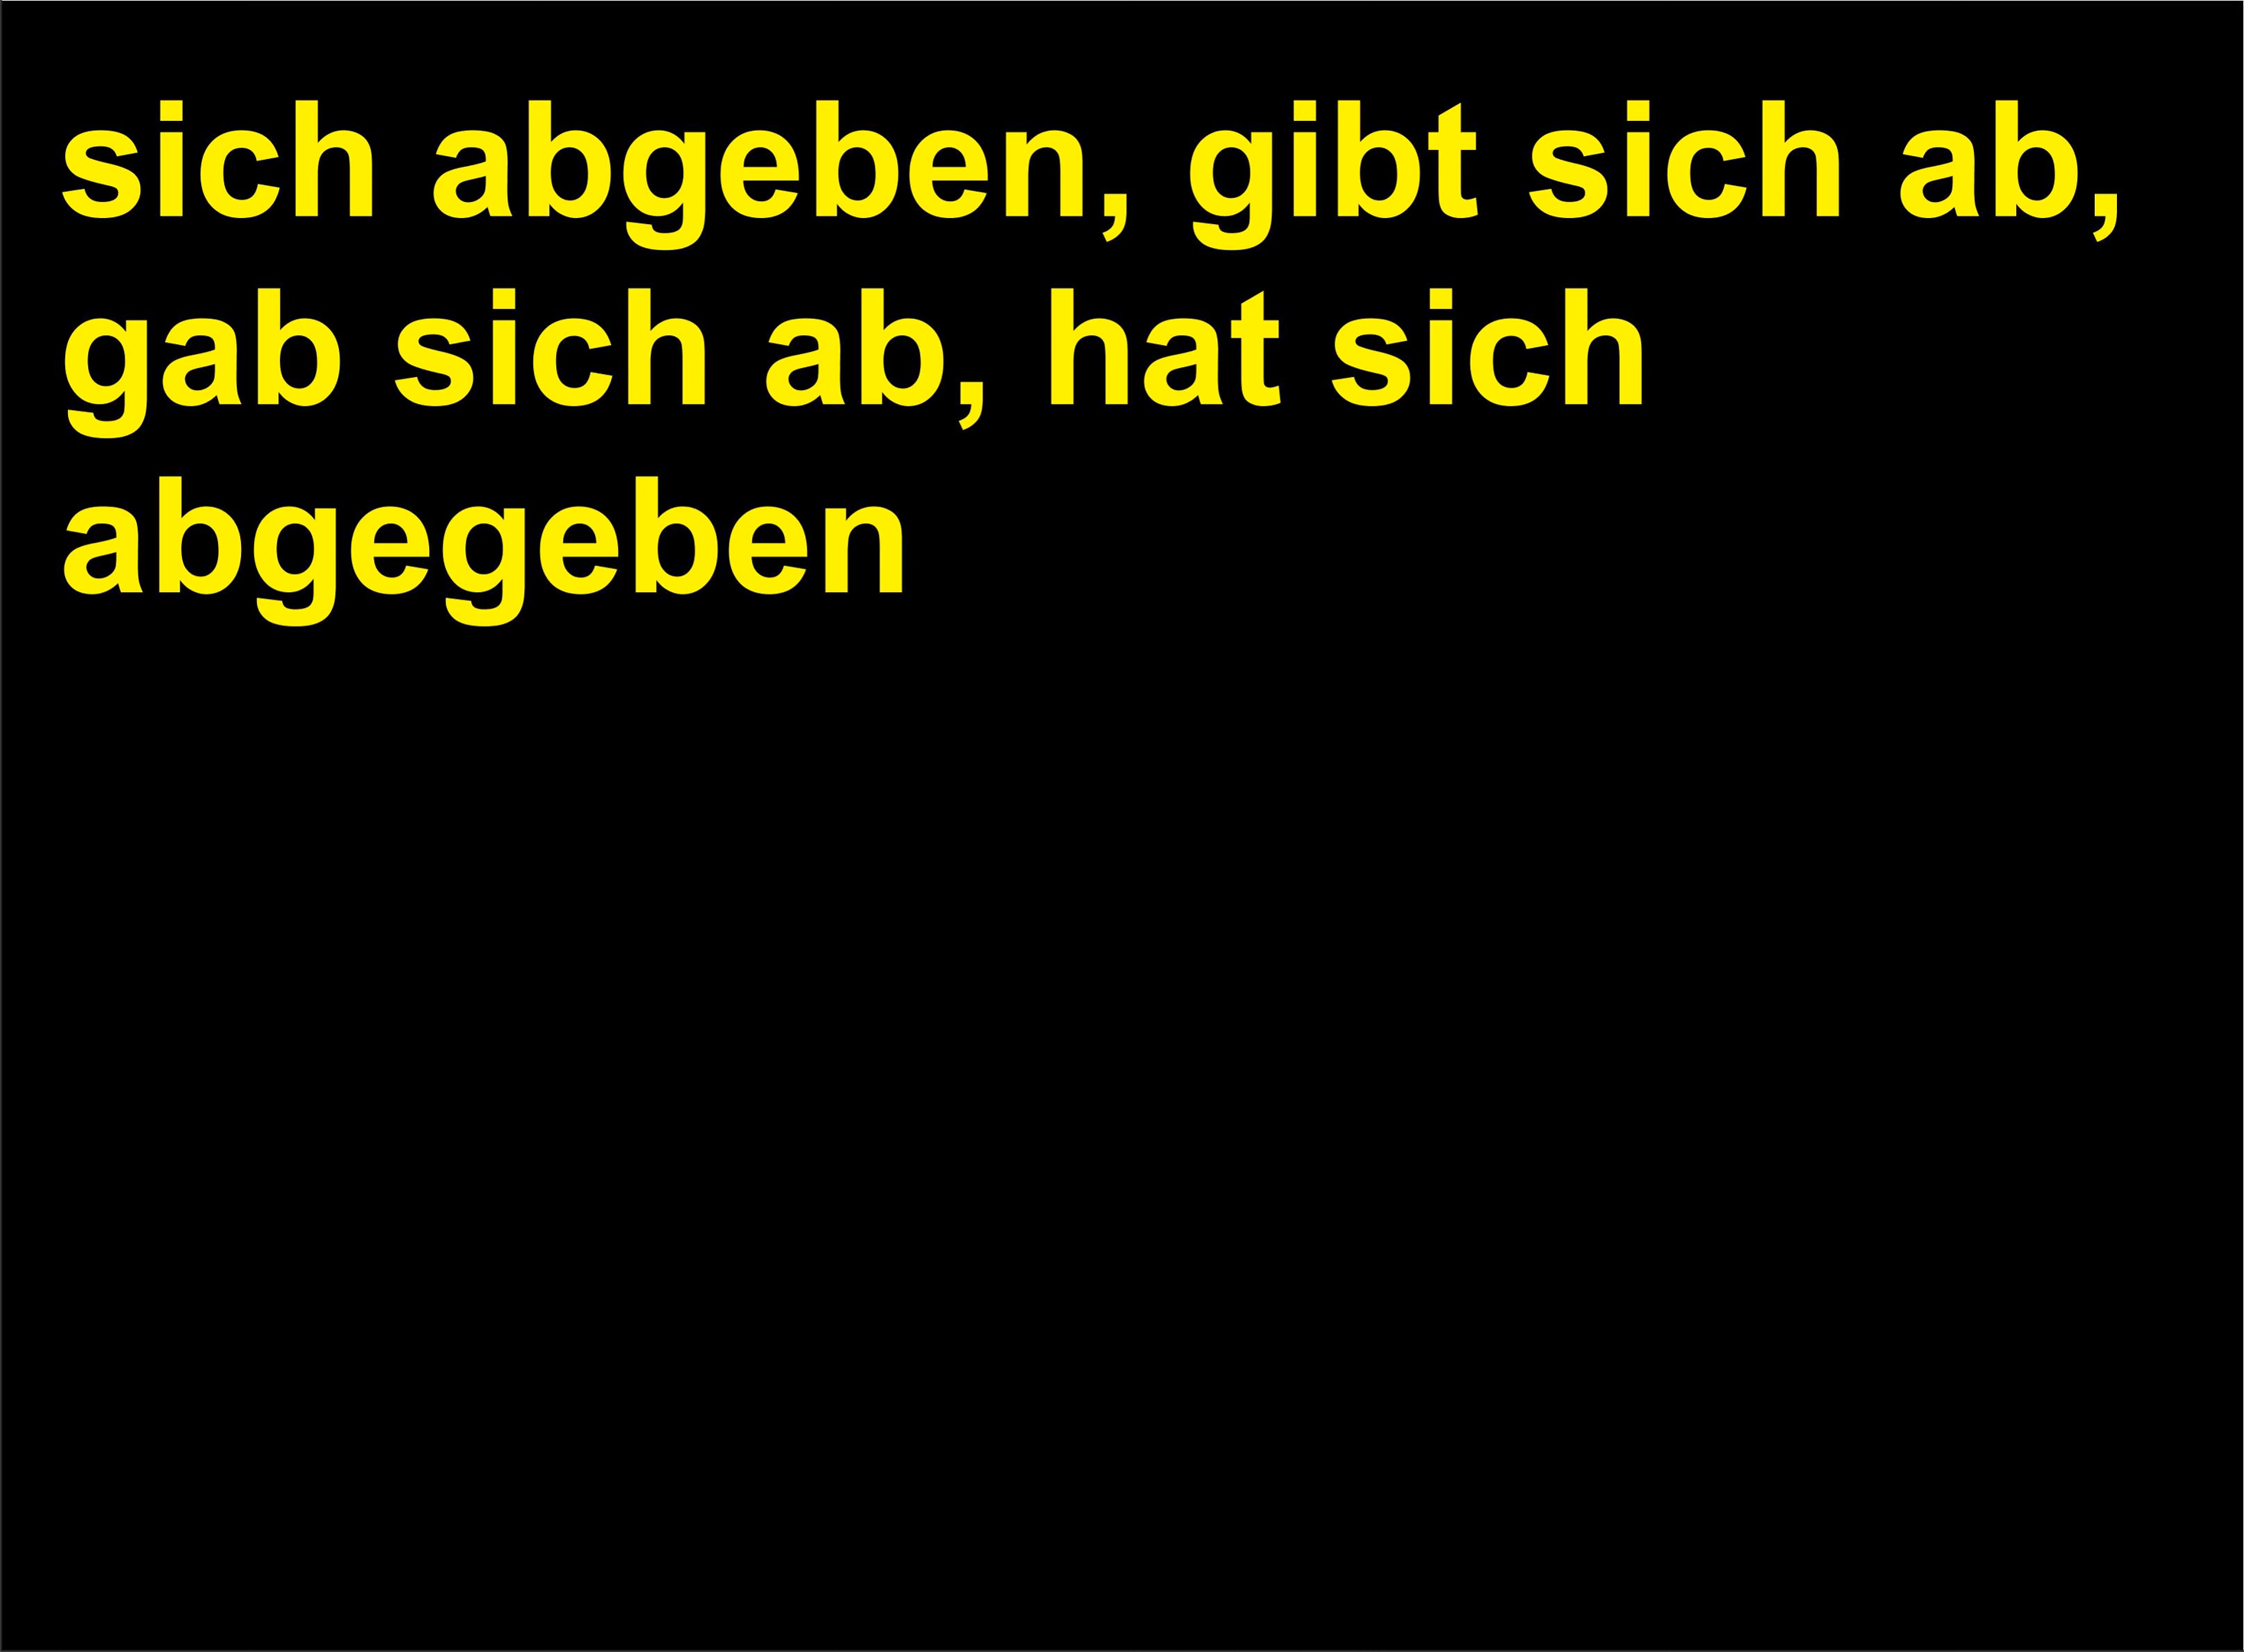 sich abgeben, gibt sich ab,
gab sich ab, hat sich
abgegeben